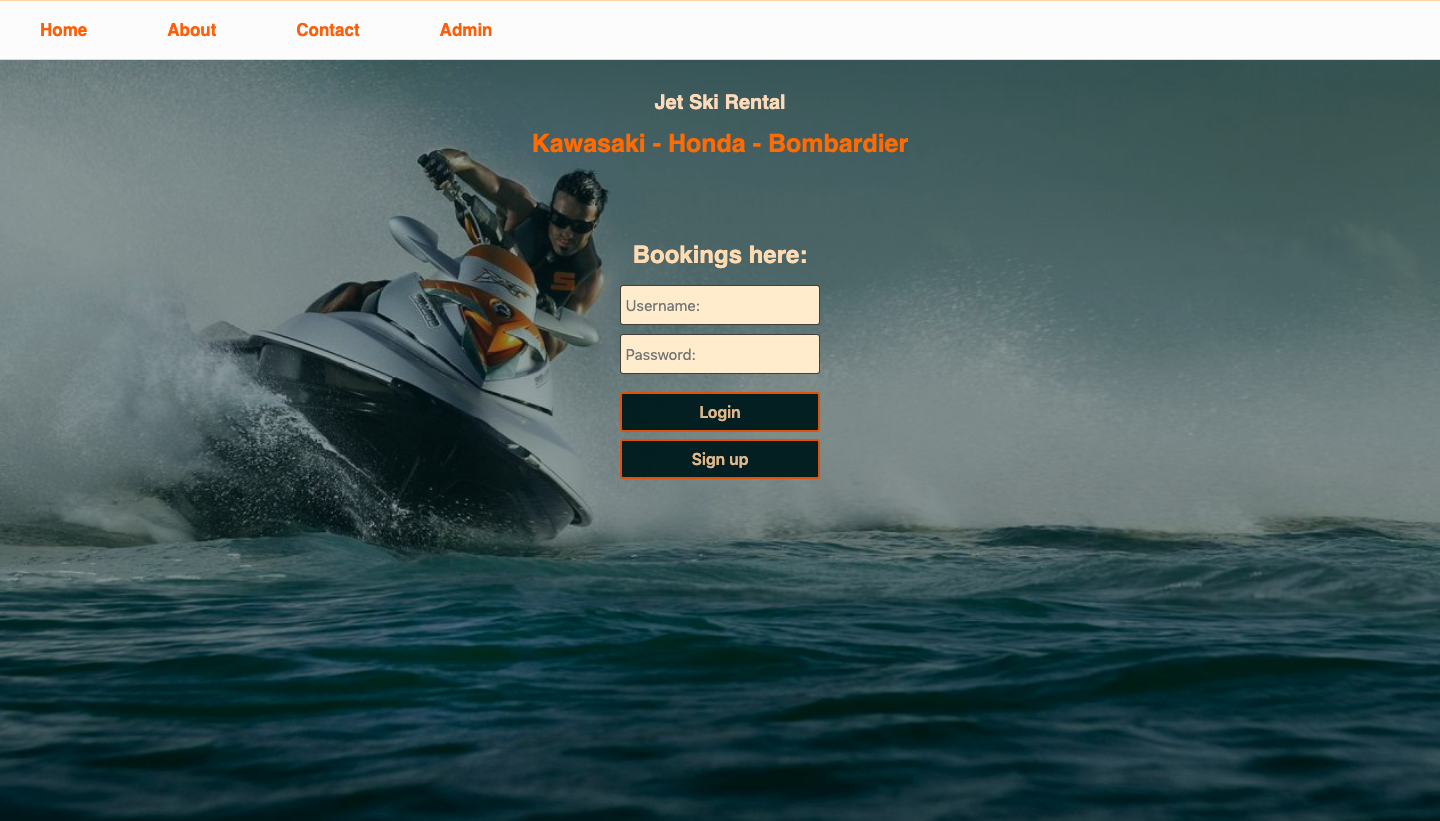 Home About Contact Admin
Jet Ski Rental
Kawasaki - Honda - Bombardier
Bookings here:
Username:
Password:
Login
Sign up